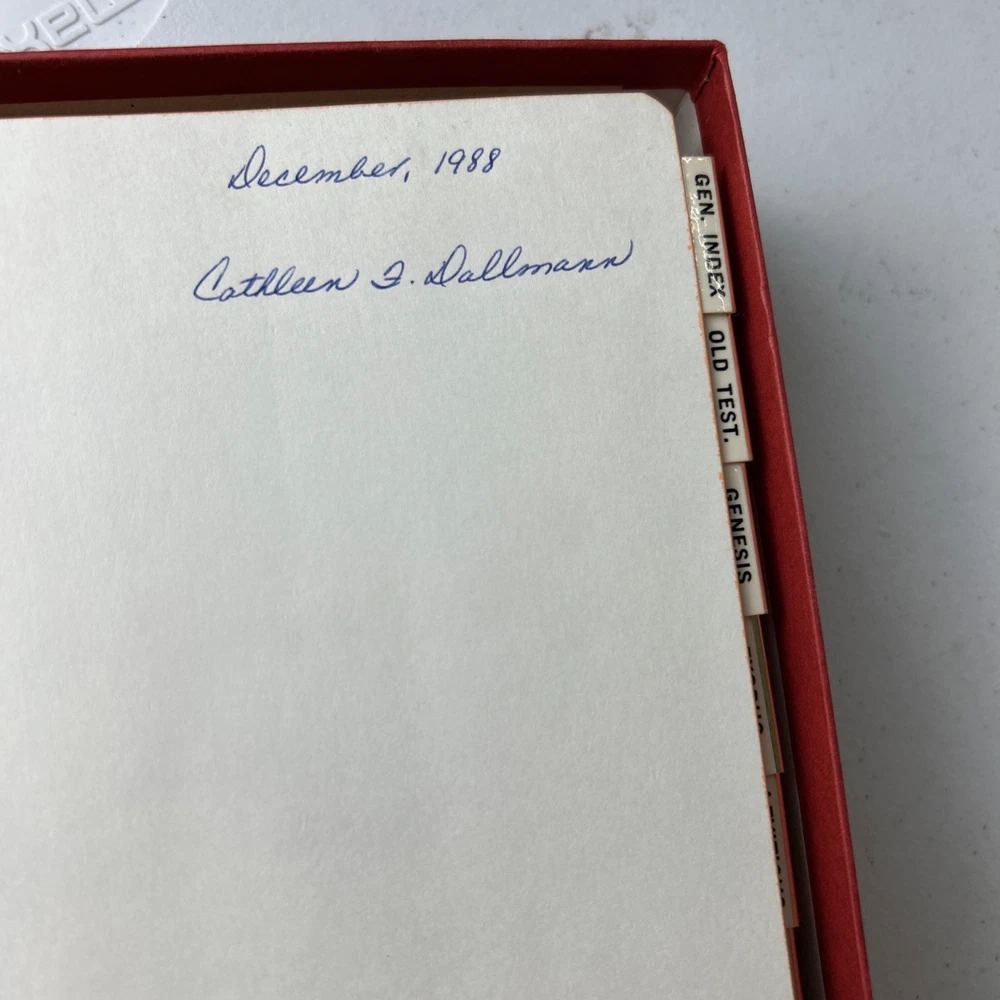 December, 1988
Cathleen F. Dallmann
GEN. INDEX
OLD TEST.
GENESIS